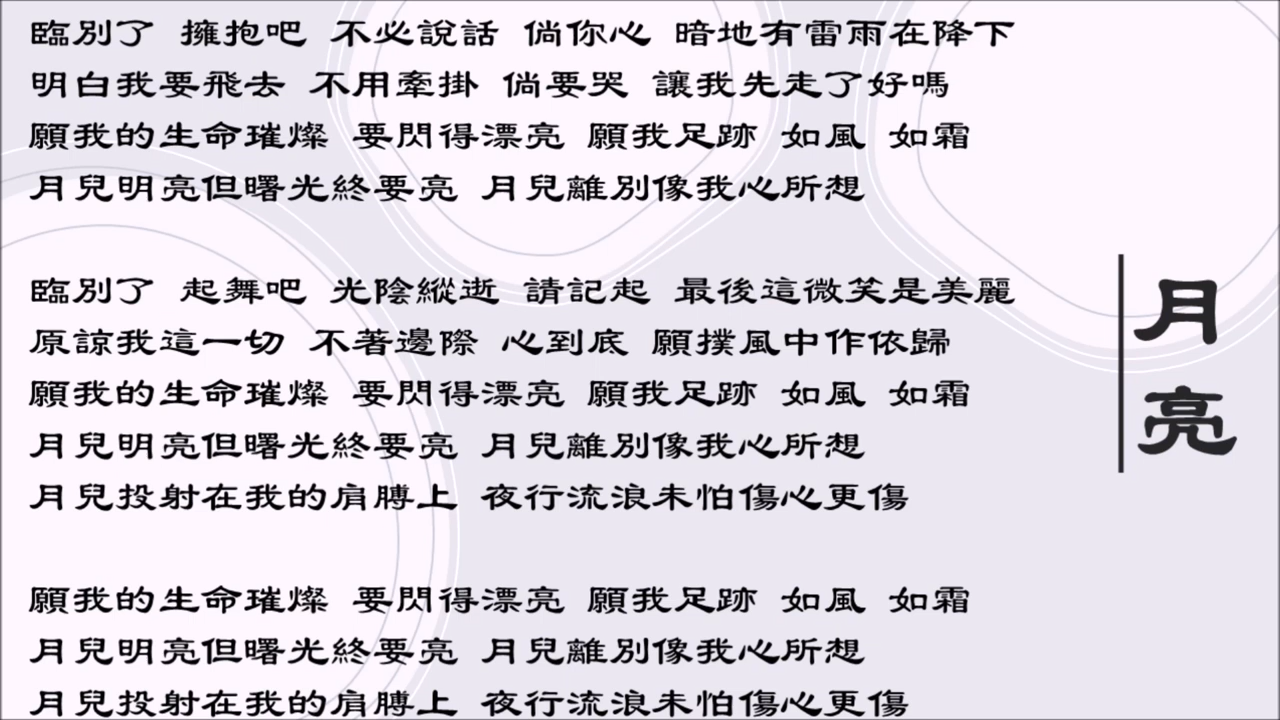 臨別了 擁抱吧 不必說話 倘你心 暗地有雷雨在降下
明白我要飛去 不用牽掛 倘要哭 讓我先走了好嗎
願我的生命璀燦 要閃得漂亮 願我足跡 如風 如霜
月兒明亮但曙光終要亮 月兒離別像我心所想
臨別了 起舞吧 光陰縱逝 請記起 最後這微笑是美麗
原諒我這一切 不著邊際 心到底 願撲風中作依歸
願我的生命璀燦 要閃得漂亮 願我足跡 如風 如霜
月兒明亮但曙光終要亮 月兒離別像我心所想
月兒投射在我的肩膊上 夜行流浪未怕傷心更傷
願我的生命璀燦 要閃得漂亮 願我足跡 如風 如霜
月兒明亮但曙光終要亮 月兒離別像我心所想
月兒投射在我的肩膊上 夜行流浪未怕傷心更傷
月亮